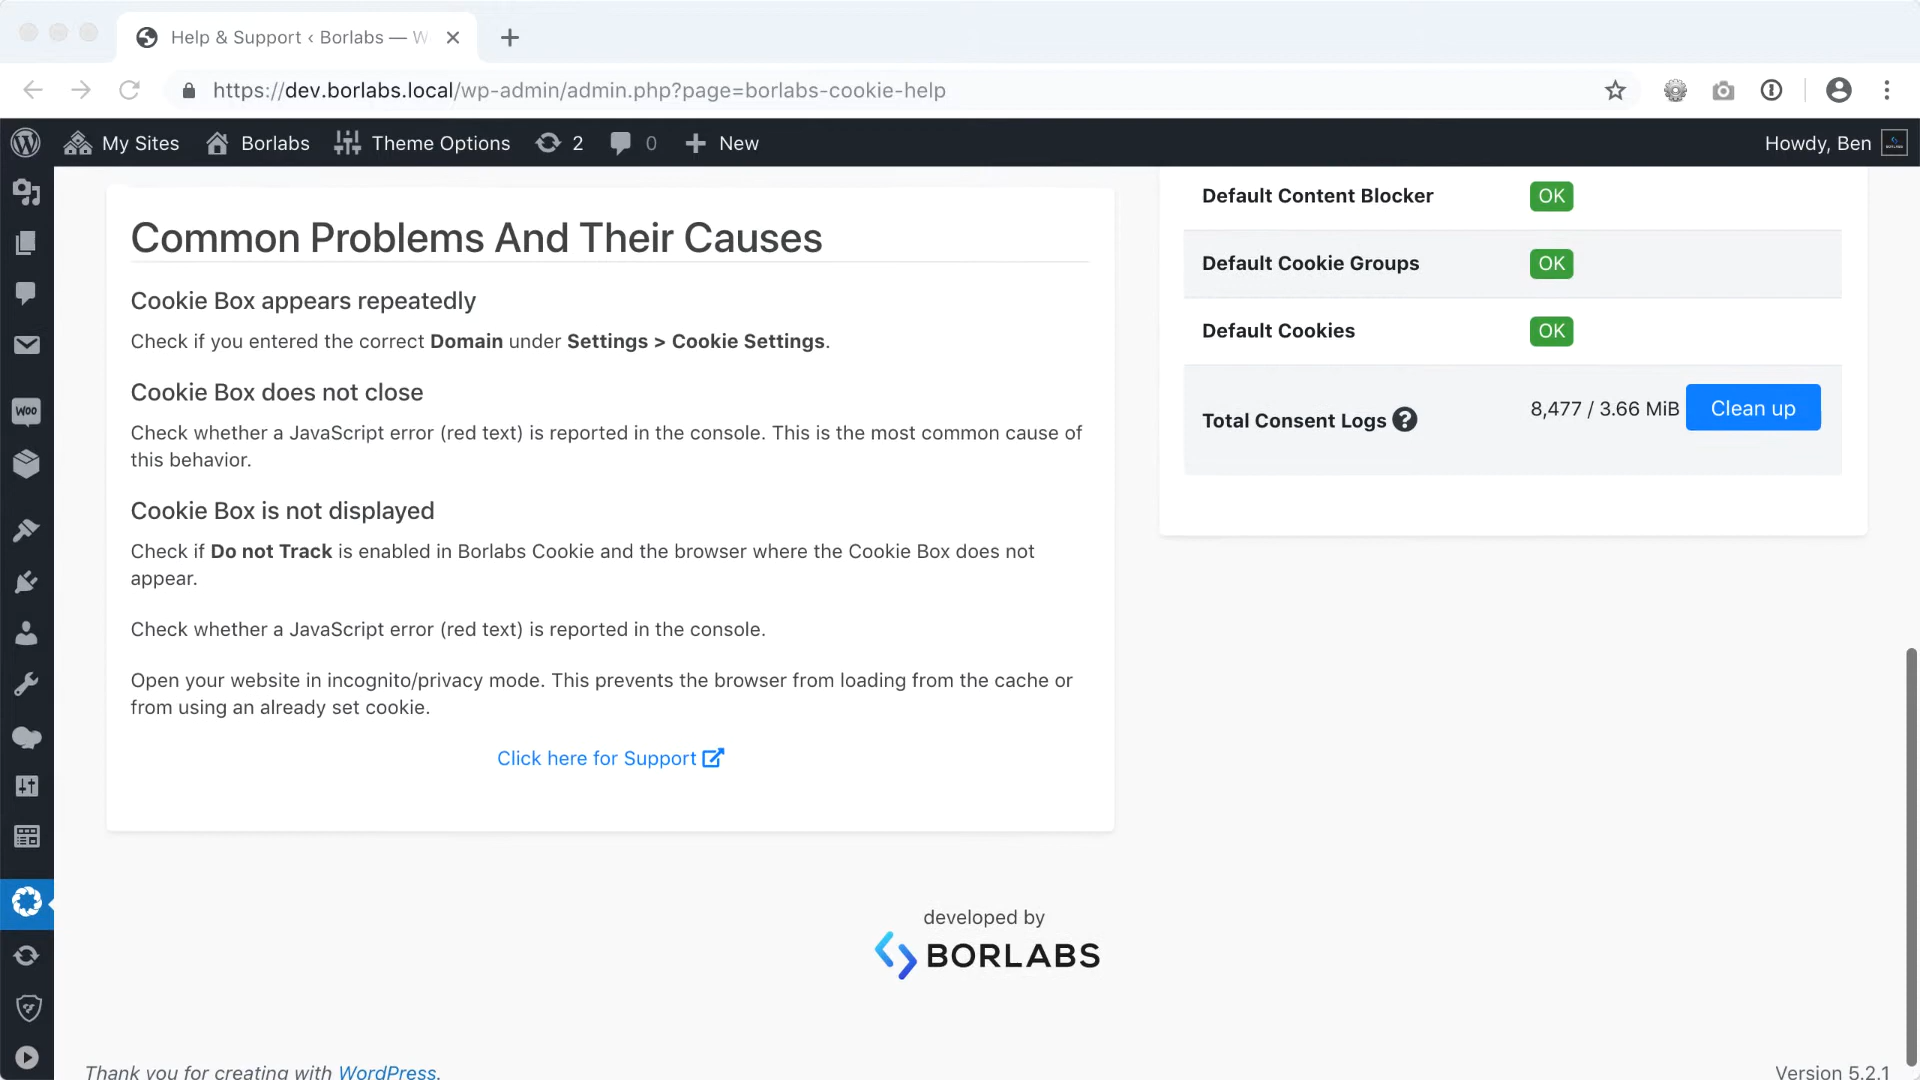 Help & Support ‹ Borlabs — W
https://dev.borlabs.local/wp-admin/admin.php?page=borlabs-cookie-help
My Sites Borlabs Theme Options 2 0 New Howdy, Ben
Common Problems And Their Causes
Cookie Box appears repeatedly
Check if you entered the correct Domain under Settings > Cookie Settings.
Cookie Box does not close
Check whether a JavaScript error (red text) is reported in the console. This is the most common cause of
this behavior.
Cookie Box is not displayed
Check if Do not Track is enabled in Borlabs Cookie and the browser where the Cookie Box does not
appear.
Check whether a JavaScript error (red text) is reported in the console.
Open your website in incognito/privacy mode. This prevents the browser from loading from the cache or
from using an already set cookie.
Click here for Support
Default Content Blocker OK
Default Cookie Groups OK
Default Cookies OK
Total Consent Logs ? 8,477 / 3.66 MiB Clean up
WOO
developed by
BORLABS
Thank you for creating with WordPress.
Version 5.2.1